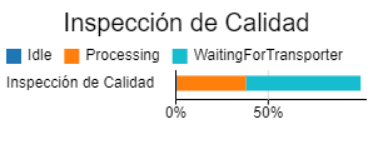 Inspección de Calidad
Idle Processing WaitingForTransporter
Inspección de Calidad
0% 50%